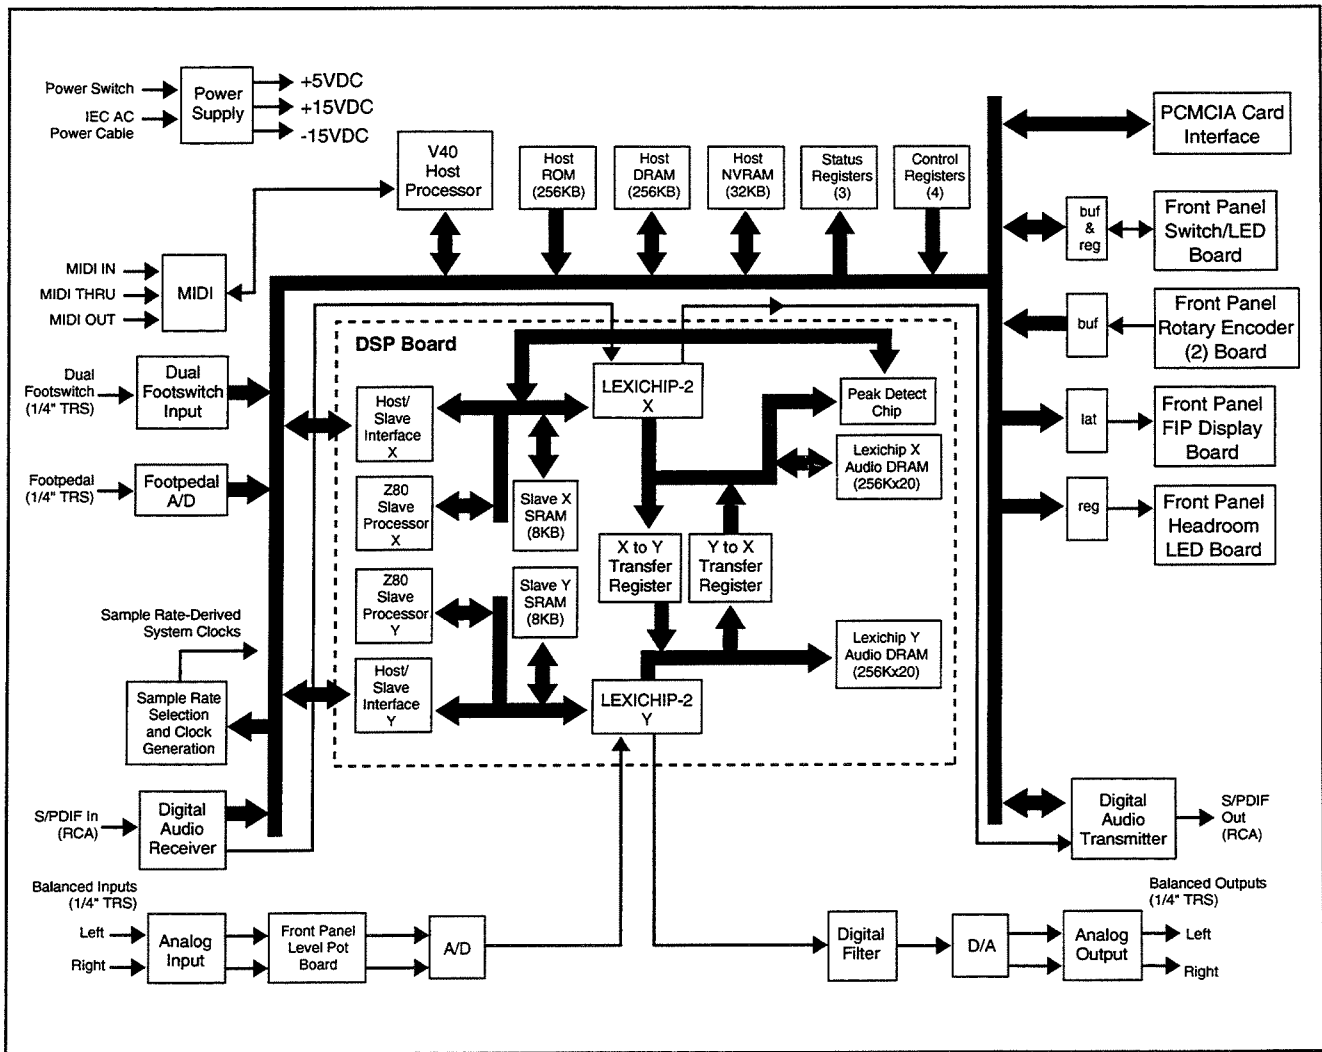 Power Switch
IEC AC
Power Cable
Power
Supply
+5VDC
+15VDC
-15VDC
V40
Host
Processor
Host
ROM
(256KB)
Host
DRAM
(256KB)
Host
NVRAM
(32KB)
Status
Registers
(3)
Control
Registers
(4)
PCMCIA Card
Interface
buf
&
reg
Front Panel
Switch/LED
Board
MIDI IN
MIDI THRU
MIDI OUT
MIDI
buf
Front Panel
Rotary Encoder
(2) Board
DSP Board
Dual
Footswitch
(1/4" TRS)
Dual
Footswitch
Input
Host/
Slave
Interface
X
LEXICHIP-2
X
Peak Detect
Chip
lat
Front Panel
FIP Display
Board
Lexichip X
Audio DRAM
(256Kx20)
Footpedal
(1/4" TRS)
Footpedal
A/D
Z80
Slave
Processor
X
Slave X
SRAM
(8KB)
reg
Front Panel
Headroom
LED Board
X to Y
Transfer
Register
Y to X
Transfer
Register
Z80
Slave
Processor
Y
Slave Y
SRAM
(8KB)
Sample Rate-Derived
System Clocks
Lexichip Y
Audio DRAM
(256Kx20)
Sample Rate
Selection
and Clock
Generation
Host/
Slave
Interface
Y
LEXICHIP-2
Y
S/PDIF In
(RCA)
Digital
Audio
Receiver
Digital
Audio
Transmitter
S/PDIF
Out
(RCA)
Balanced Inputs
(1/4" TRS)
Left
Right
Analog
Input
Front Panel
Level Pot
Board
A/D
Digital
Filter
D/A
Analog
Output
Balanced Outputs
(1/4" TRS)
Left
Right